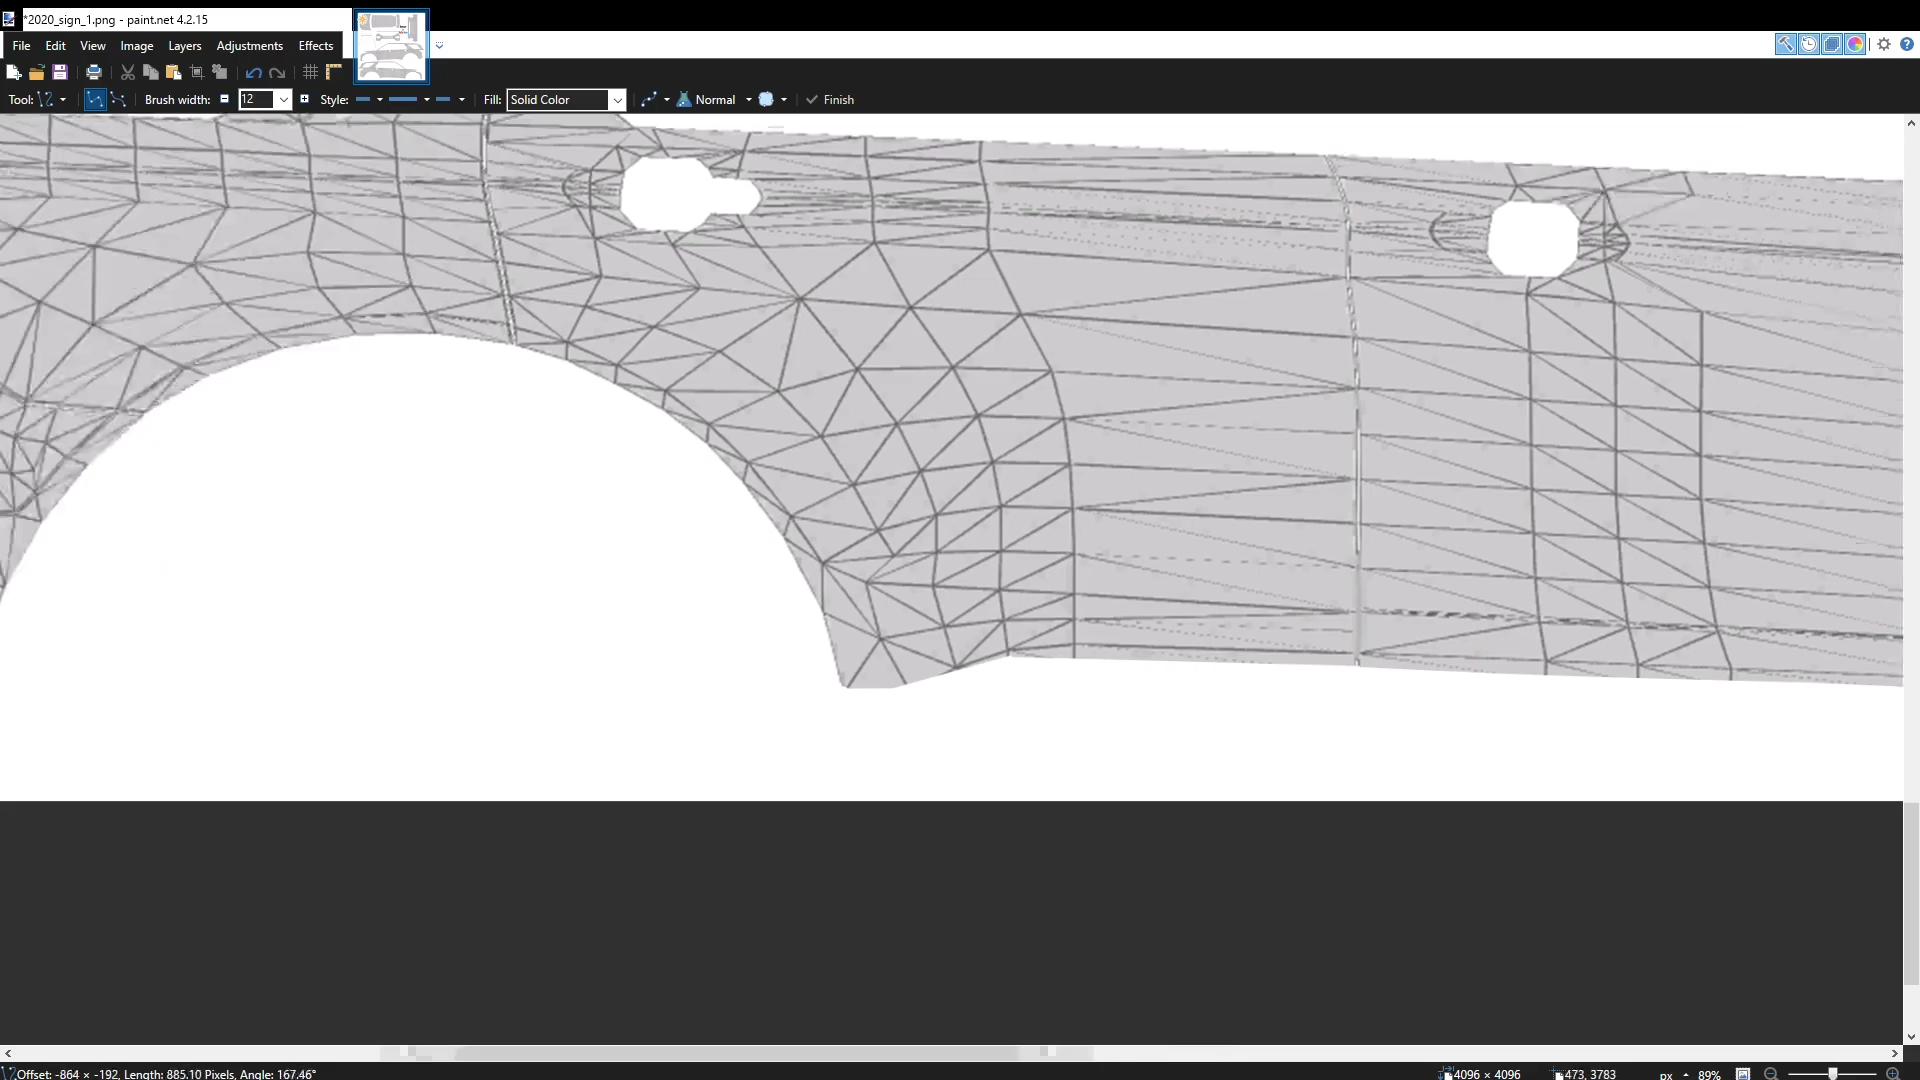 *2020_sign_1.png - paint.net 4.2.15
File Edit View Image Layers Adjustments Effects
Tool: Brush width: 12 Style: Fill: Solid Color Normal Finish
Offset: -864 × -192, Length: 885.10 Pixels, Angle: 167.46° 4096 × 4096 473, 3783 px 89%